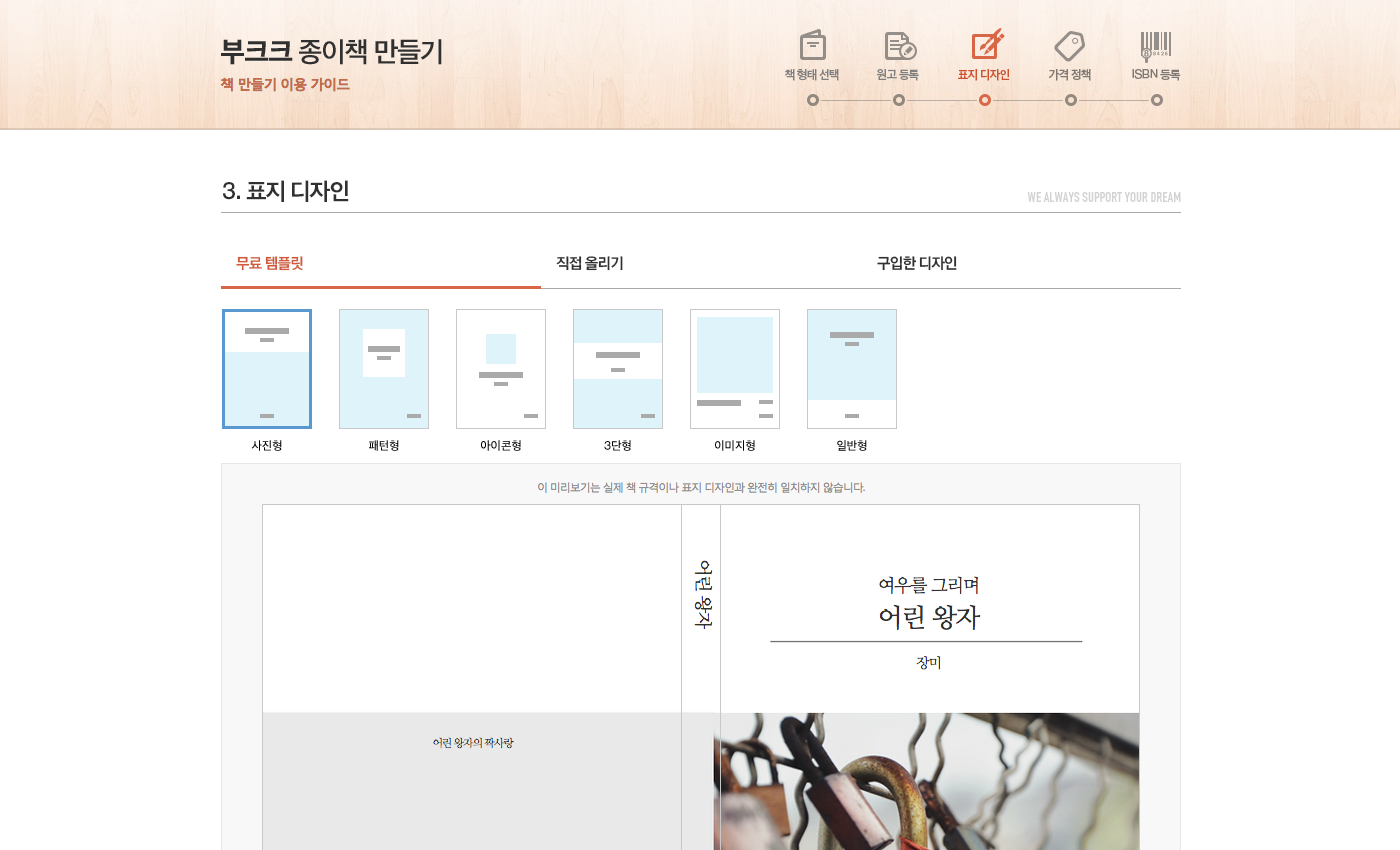 부크크 종이책 만들기
책 만들기 이용 가이드
책 형태 선택
원고 등록
표지 디자인
가격 정책
ISBN 등록
3. 표지 디자인
WE ALWAYS SUPPORT YOUR DREAM
무료 템플릿
직접 올리기
구입한 디자인
사진형
패턴형
아이콘형
3단형
이미지형
일반형
이 미리보기는 실제 책 규격이나 표지 디자인과 완전히 일치하지 않습니다.
어린 왕자
여우를 그리며
어린 왕자
장미
어린 왕자의 짝사랑